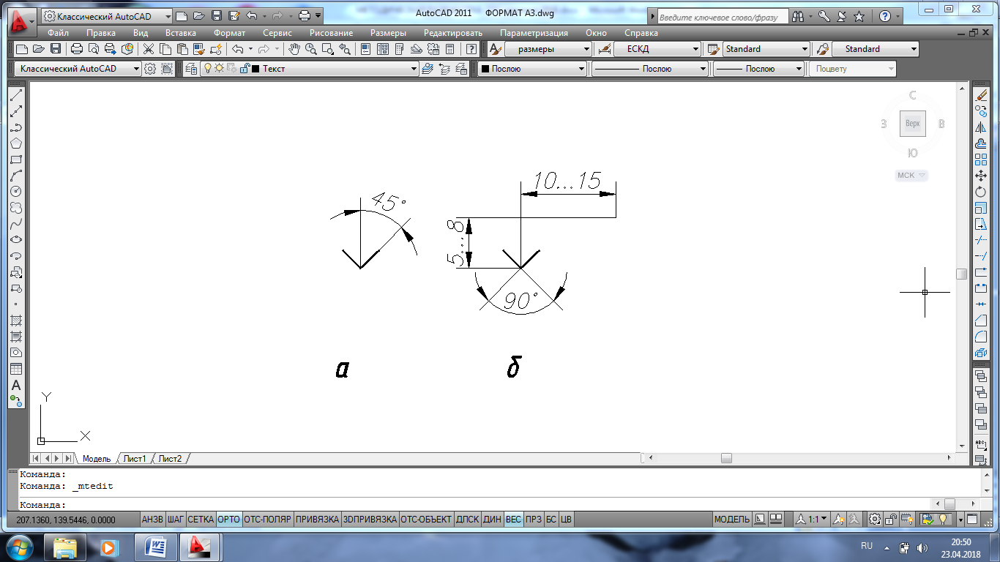 Классический AutoCAD
AutoCAD 2011 ФОРМАТ А3.dwg
Введите ключевое слово/фразу
Файл Правка Вид Вставка Формат Сервис Рисование Размеры Редактировать Параметризация Окно Справка
размеры ЕСКД Standard Standard
Классический AutoCAD Текст Послою Послою Послою Поцвету
С
З Верх В
Ю
МСК
10...15
45°
5...8
90°
а б
Y
X
Модель Лист1 Лист2
Команда:
Команда: _mtedit
Команда:
207.1360, 139.5446, 0.0000 АНЗВ ШАГ СЕТКА ОРТО ОТС-ПОЛЯР ПРИВЯЗКА 3DПРИВЯЗКА ОТС-ОБЪЕКТ ДПСК ДИН ВЕС ПРЗ БС ЦВ МОДЕЛЬ 1:1
RU 20:50
23.04.2018